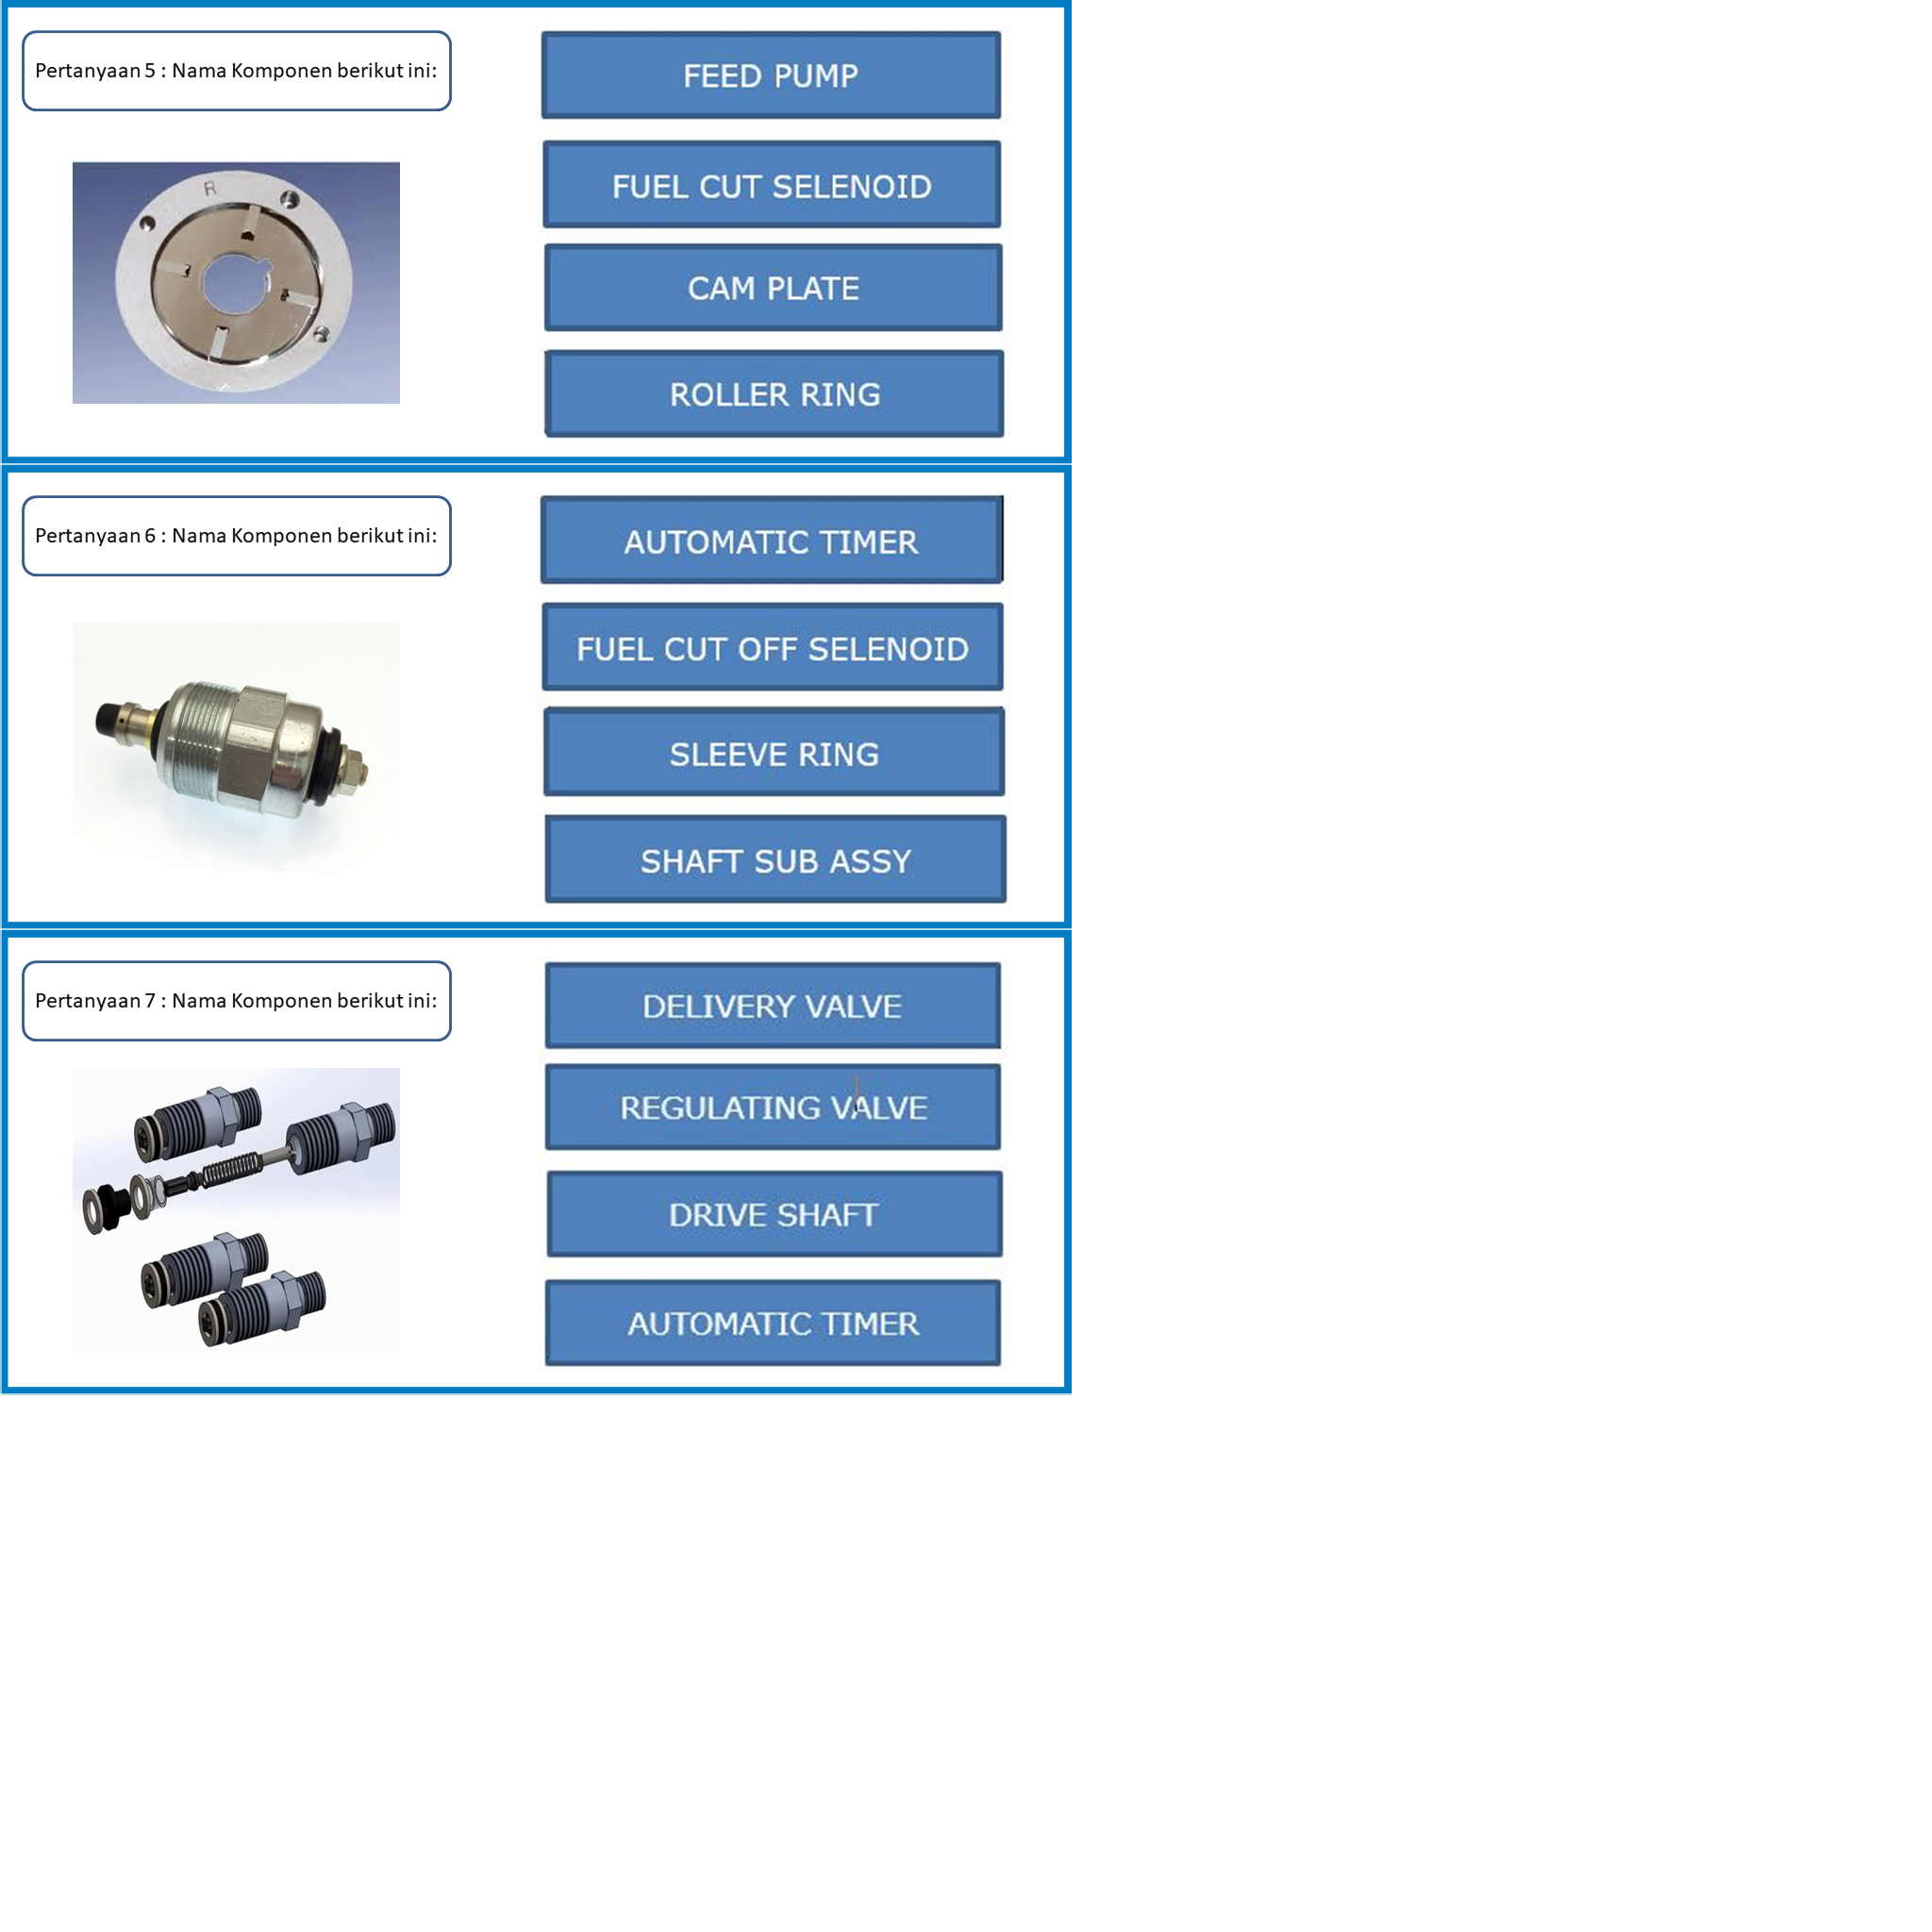 Pertanyaan 5 : Nama Komponen berikut ini:
R
FEED PUMP
FUEL CUT SELENOID
CAM PLATE
ROLLER RING
Pertanyaan 6 : Nama Komponen berikut ini:
AUTOMATIC TIMER
FUEL CUT OFF SELENOID
SLEEVE RING
SHAFT SUB ASSY
Pertanyaan 7 : Nama Komponen berikut ini:
DELIVERY VALVE
REGULATING VALVE
DRIVE SHAFT
AUTOMATIC TIMER